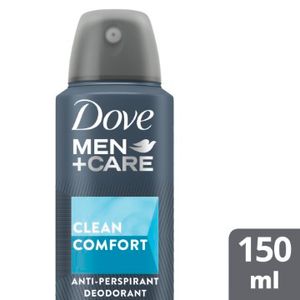 Dove
MEN
+CARE
CLEAN
COMFORT
ANTI-PERSPIRANT
DEODORANT
150
ml